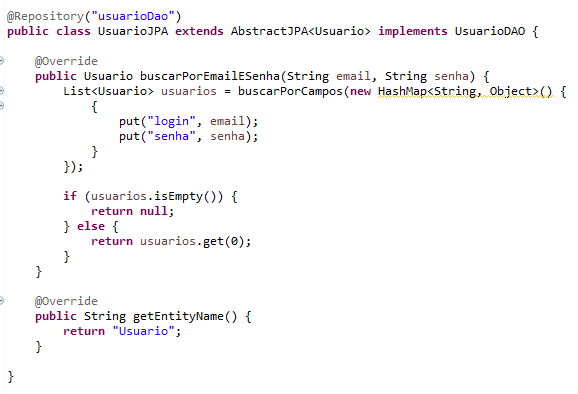 @Repository("usuarioDao")
public class UsuarioJPA extends AbstractJPA<Usuario> implements UsuarioDAO {
@Override
public Usuario buscarPorEmailESenha(String email, String senha) {
List<Usuario> usuarios = buscarPorCampos(new HashMap<String, Object>() {
{
put("login", email);
put("senha", senha);
}
});
if (usuarios.isEmpty()) {
return null;
} else {
return usuarios.get(0);
}
}
@Override
public String getEntityName() {
return "Usuario";
}
}